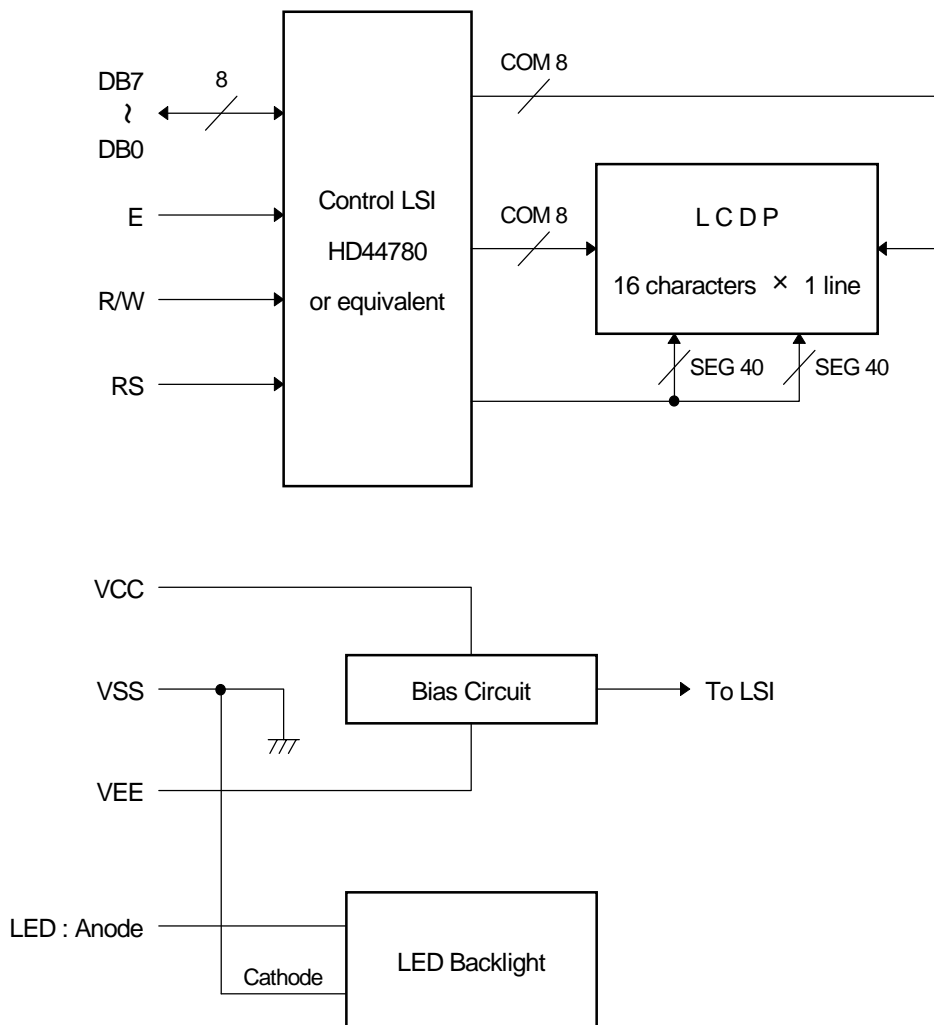 COM 8
DB7
8
~
DB0
Control LSI
HD44780
or equivalent
E
R/W
RS
COM 8
L C D P
16 characters × 1 line
SEG 40
SEG 40
VCC
VSS
VEE
Bias Circuit
To LSI
LED : Anode
Cathode
LED Backlight